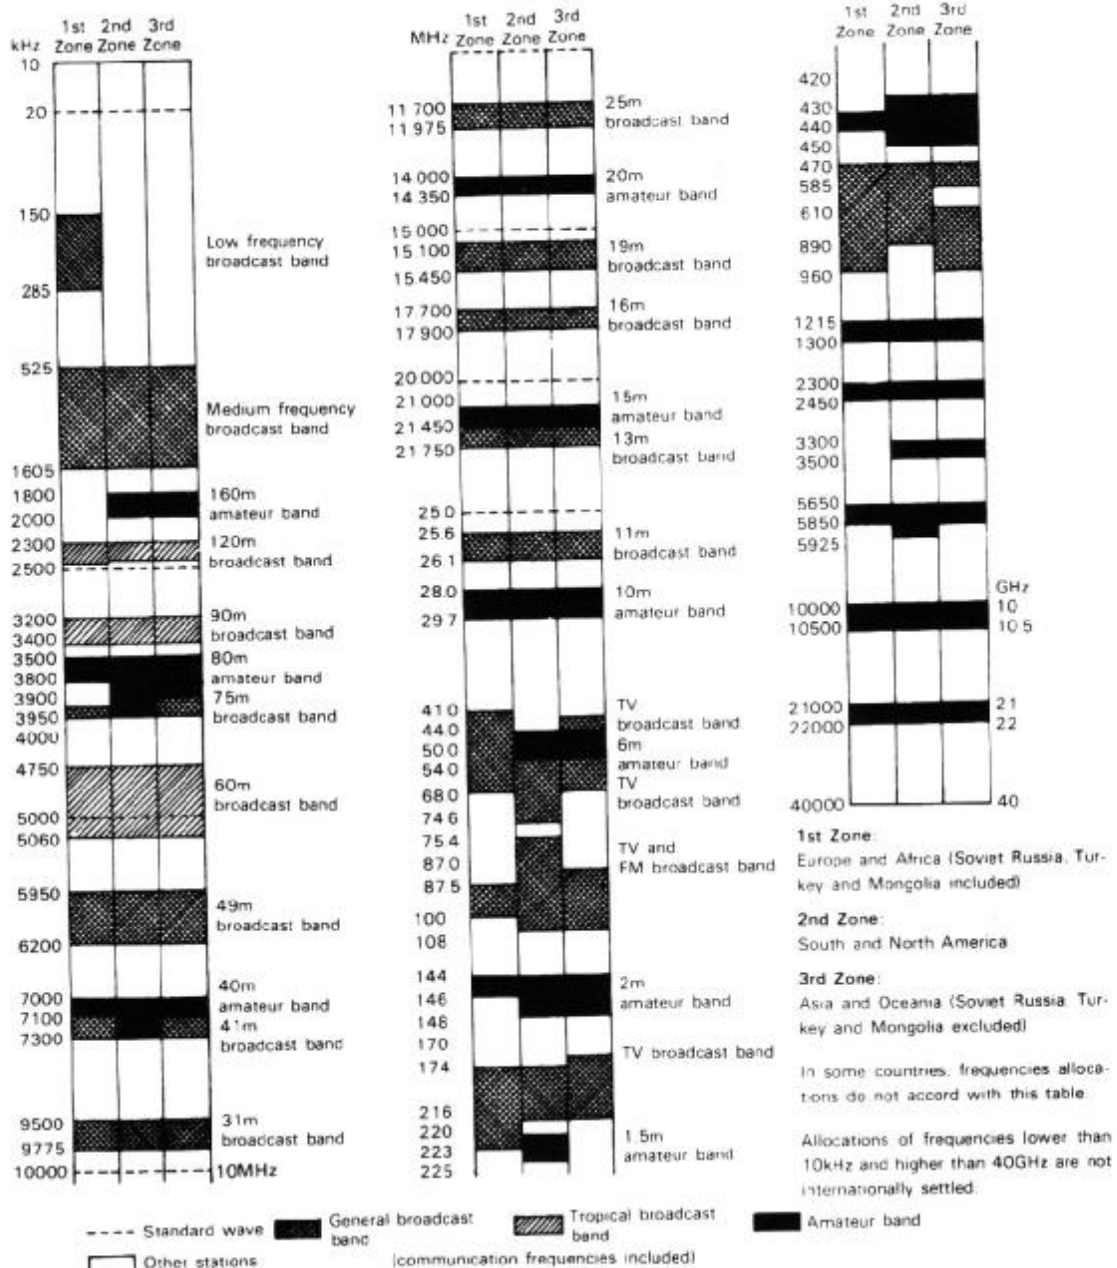 1st 2nd 3rd
kHz Zone Zone Zone
10
20
150
Low frequency
broadcast band
285
525
Medium frequency
broadcast band
1605
1800 160m
2000 amateur band
2300 120m
broadcast band
2500
3200 90m
3400 broadcast band
3500 80m
3800 amateur band
3900 75m
3950 broadcast band
4000
4750
60m
broadcast band
5000
5060
5950
49m
broadcast band
6200
40m
7000 amateur band
7100 41m
7300 broadcast band
9500 31m
broadcast band
9775
10000 10MHz
1st 2nd 3rd
MHz Zone Zone Zone
11 700 25m
11 975 broadcast band
14 000 20m
14 350 amateur band
15 000
15 100 19m
broadcast band
15 450
17 700 16m
17 900 broadcast band
20 000
21 000 15m
amateur band
21 450 13m
21 750 broadcast band
25 0
25 6 11m
broadcast band
26 1
28 0 10m
29 7 amateur band
41 0 TV
44 0 broadcast band
50 0 6m
amateur band
54 0 TV
68 0 broadcast band
74 6
75 4 TV and
87 0 FM broadcast band
87 5
100
108
144 2m
146 amateur band
148
170 TV broadcast band
174
216
220 1.5m
223 amateur band
225
1st 2nd 3rd
Zone Zone Zone
420
430
440
450
470
585
610
890
960
1215
1300
2300
2450
3300
3500
5650
5850
5925
GHz
10000 10
10500 10 5
21000 21
22000 22
40000 40
1st Zone:
Europe and Africa (Soviet Russia, Tur-
key and Mongolia included)
2nd Zone:
South and North America
3rd Zone:
Asia and Oceania (Soviet Russia, Tur-
key and Mongolia excluded)
In some countries, frequencies alloca-
tions do not accord with this table.
Allocations of frequencies lower than
10kHz and higher than 40GHz are not
internationally settled.
Standard wave
General broadcast
band
Tropical broadcast
band
Amateur band
Other stations (communication frequencies included)